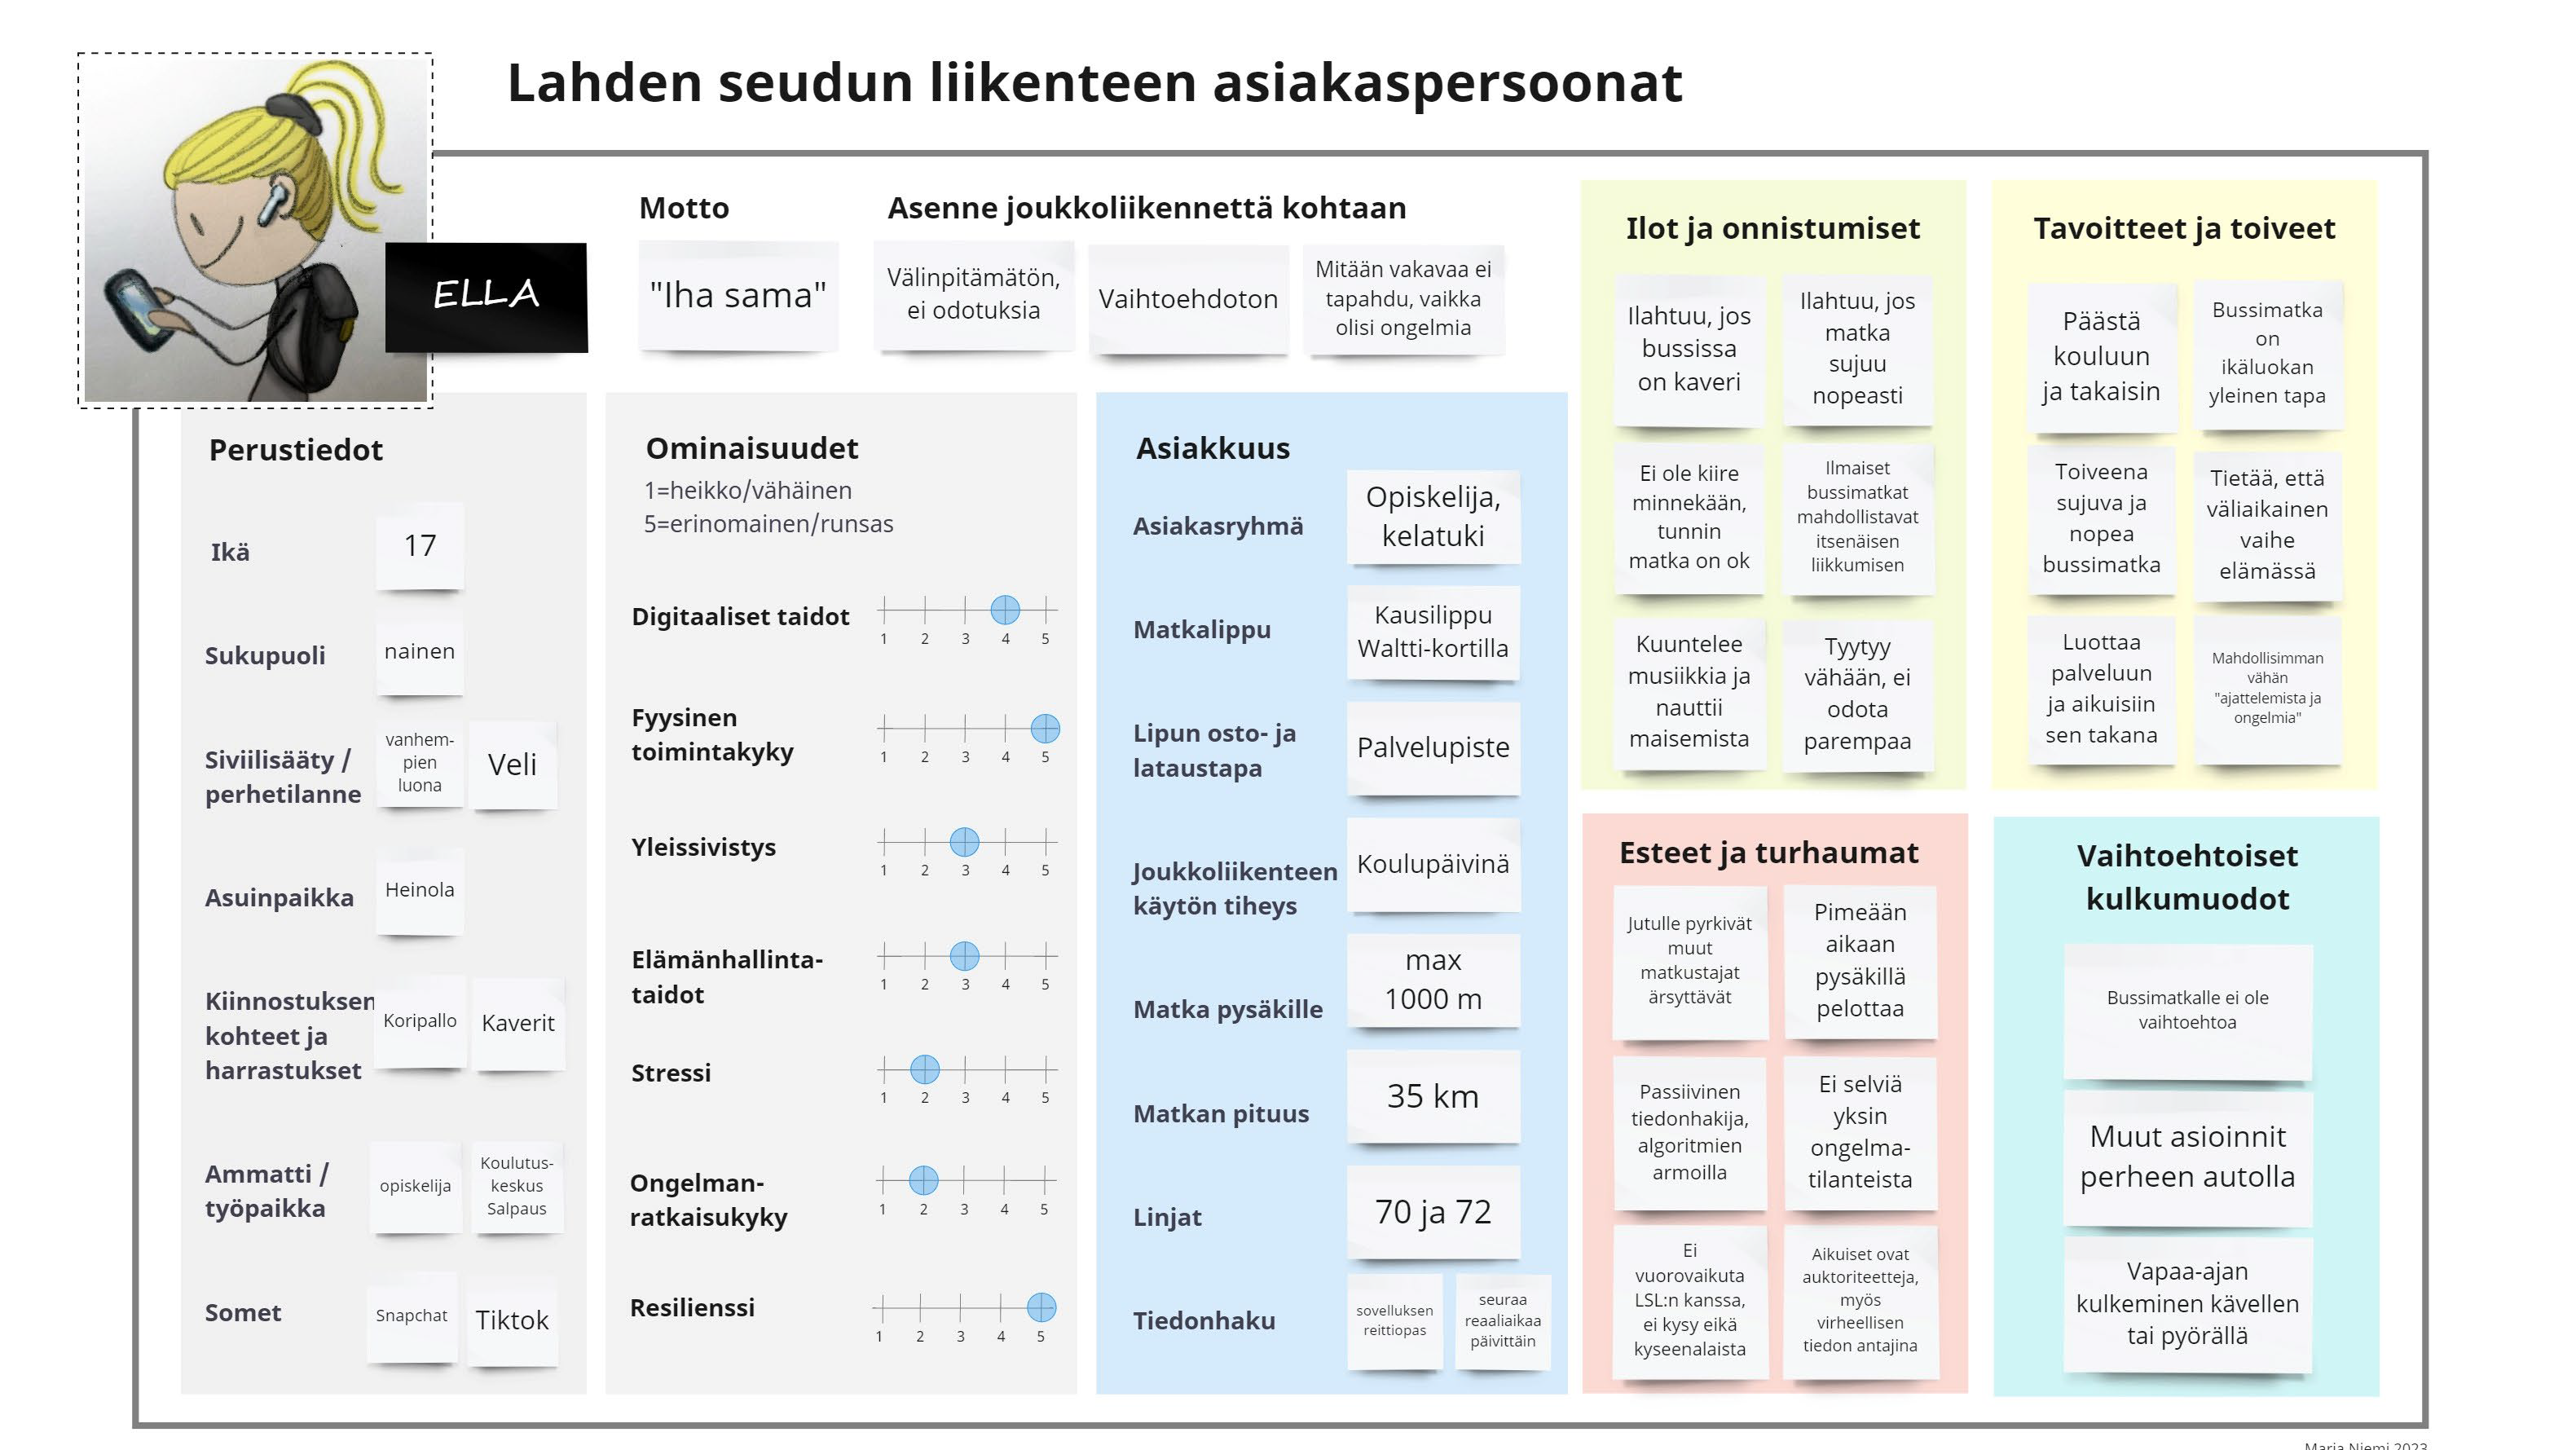 Lahden seudun liikenteen asiakaspersoonat
ELLA
Motto
"Iha sama"
Asenne joukkoliikennettä kohtaan
Välinpitämätön,
ei odotuksia
Vaihtoehdoton
Mitään vakavaa ei
tapahdu, vaikka
olisi ongelmia
Perustiedot
Ikä
17
Sukupuoli
nainen
Siviilisääty /
perhetilanne
vanhem-
pien
luona
Veli
Asuinpaikka
Heinola
Kiinnostuksen
kohteet ja
harrastukset
Koripallo
Kaverit
Ammatti /
työpaikka
opiskelija
Koulutus-
keskus
Salpaus
Somet
Snapchat
Tiktok
Ominaisuudet
1=heikko/vähäinen
5=erinomainen/runsas
Digitaaliset taidot
1 2 3 4 5
Fyysinen
toimintakyky
1 2 3 4 5
Yleissivistys
1 2 3 4 5
Elämänhallinta-
taidot
1 2 3 4 5
Stressi
1 2 3 4 5
Ongelman-
ratkaisukyky
1 2 3 4 5
Resilienssi
1 2 3 4 5
Asiakkuus
Asiakasryhmä
Opiskelija,
kelatuki
Matkalippu
Kausilippu
Waltti-kortilla
Lipun osto- ja
lataustapa
Palvelupiste
Joukkoliikenteen
käytön tiheys
Koulupäivinä
Matka pysäkille
max
1000 m
Matkan pituus
35 km
Linjat
70 ja 72
Tiedonhaku
sovelluksen
reittiopas
seuraa
reaaliaikaa
päivittäin
Ilot ja onnistumiset
Ilahtuu, jos
bussissa
on kaveri
Ilahtuu, jos
matka
sujuu
nopeasti
Ei ole kiire
minnekään,
tunnin
matka on ok
Ilmaiset
bussimatkat
mahdollistavat
itsenäisen
liikkumisen
Kuuntelee
musiikkia ja
nauttii
maisemista
Tyytyy
vähään, ei
odota
parempaa
Tavoitteet ja toiveet
Päästä
kouluun
ja takaisin
Bussimatka
on
ikäluokan
yleinen tapa
Toiveena
sujuva ja
nopea
bussimatka
Tietää, että
väliaikainen
vaihe
elämässä
Luottaa
palveluun
ja aikuisiin
sen takana
Mahdollisimman
vähän
"ajattelemista ja
ongelmia"
Esteet ja turhaumat
Jutulle pyrkivät
muut
matkustajat
ärsyttävät
Pimeään
aikaan
pysäkillä
pelottaa
Passiivinen
tiedonhakija,
algoritmien
armoilla
Ei selviä
yksin
ongelma-
tilanteista
Ei
vuorovaikuta
LSL:n kanssa,
ei kysy eikä
kyseenalaista
Aikuiset ovat
auktoriteetteja,
myös
virheellisen
tiedon antajina
Vaihtoehtoiset
kulkumuodot
Bussimatkalle ei ole
vaihtoehtoa
Muut asioinnit
perheen autolla
Vapaa-ajan
kulkeminen kävellen
tai pyörällä
Marja Niemi 2023